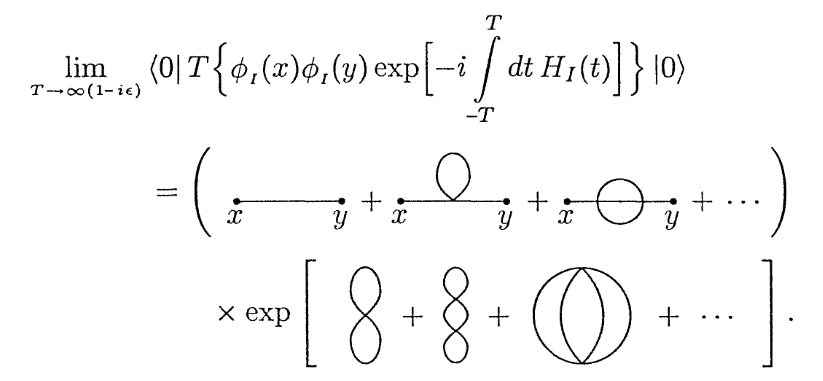 lim_{T→∞(1−iϵ)} ⟨0| T{ϕ_I(x)ϕ_I(y) exp[−i ∫_{−T}^{T} dt H_I(t)]} |0⟩
= ( x y + x y + x y + ⋯ )
× exp [ + + + ⋯ ] .